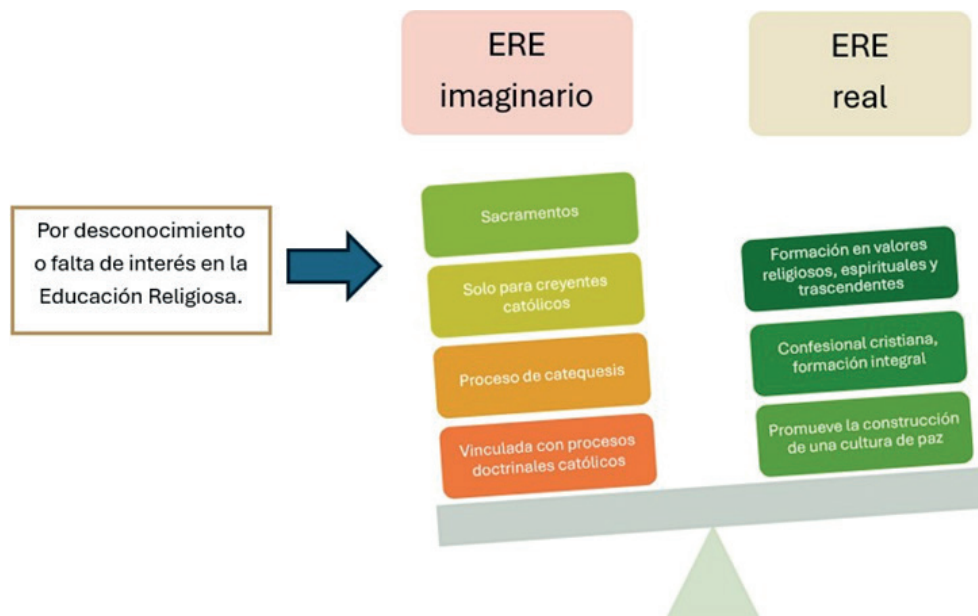 ERE
imaginario
ERE
real
Por desconocimiento
o falta de interés en la
Educación Religiosa.
Sacramentos
Solo para creyentes
católicos
Proceso de catequesis
Vinculada con procesos
doctrinales católicos
Formación en valores
religiosos, espirituales y
trascendentes
Confesional cristiana,
formación integral
Promueve la construcción
de una cultura de paz